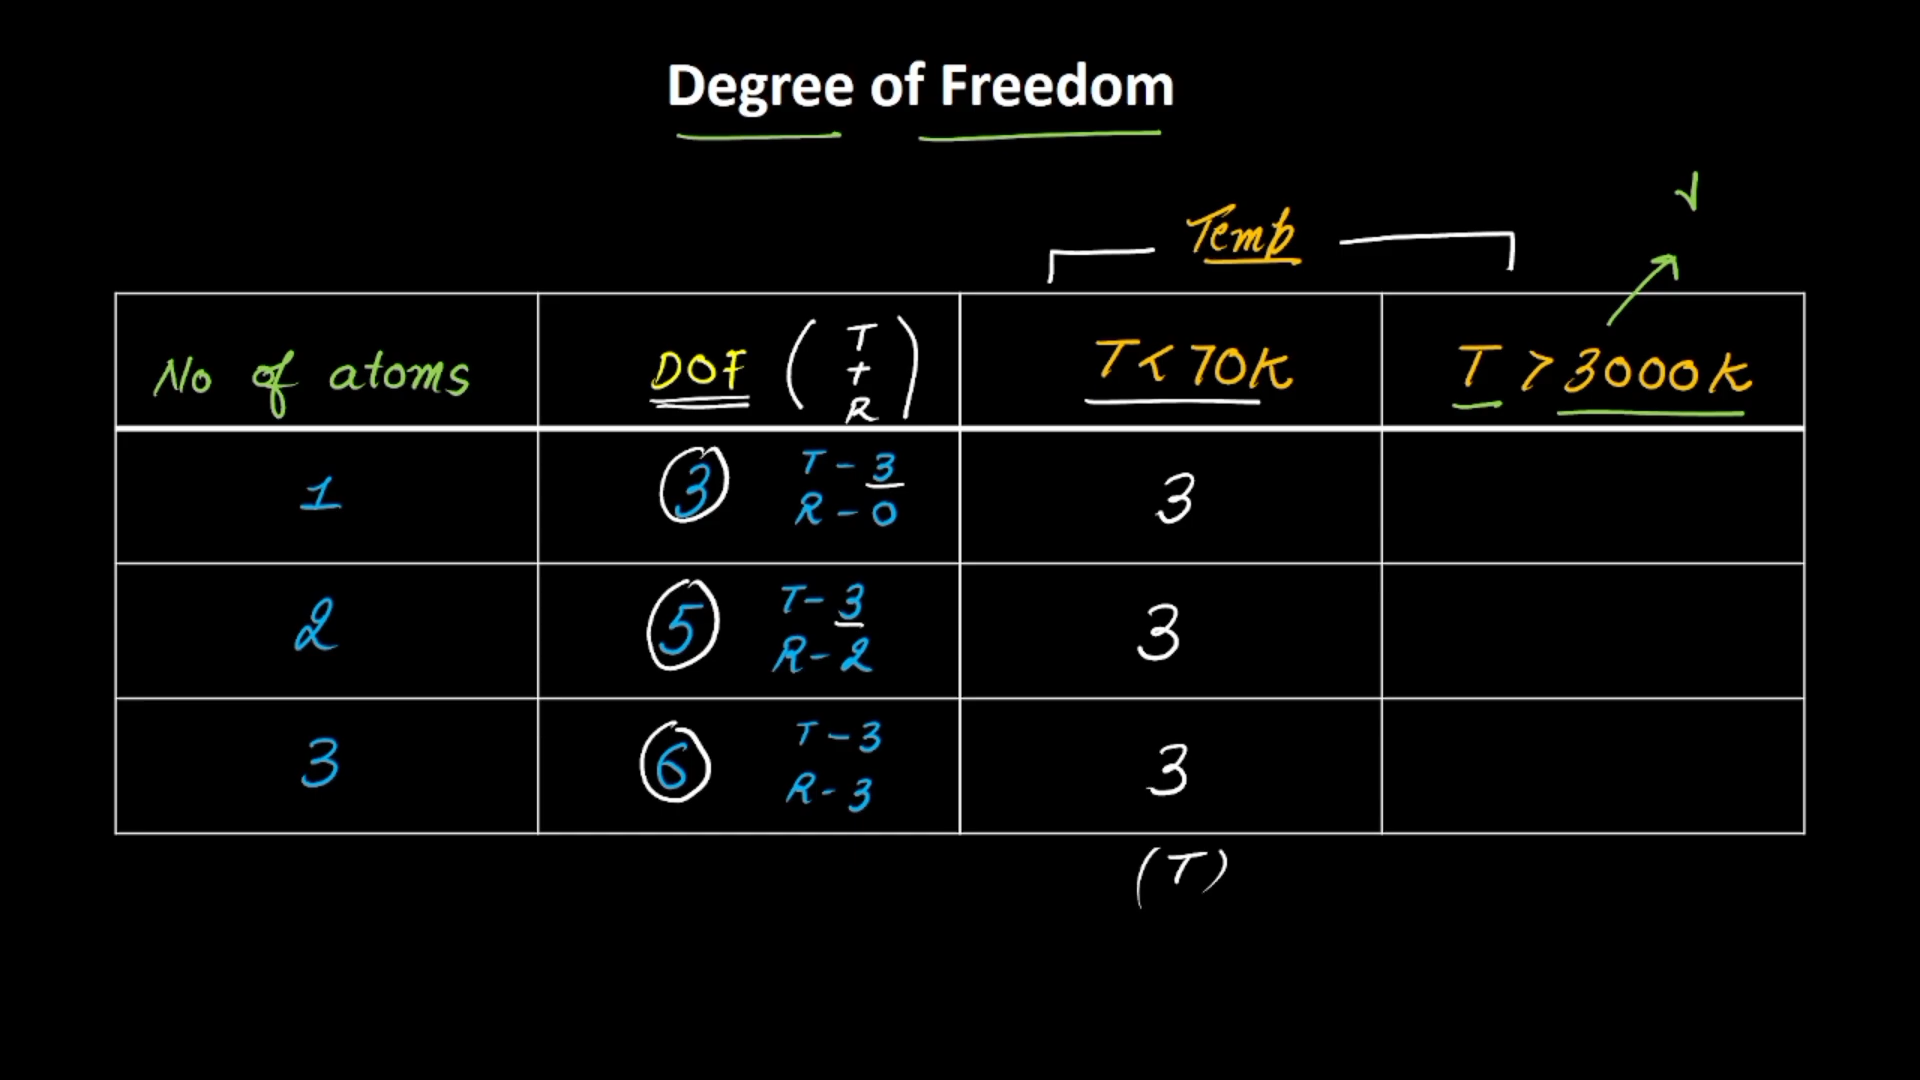 Degree of Freedom
√
Temp
No of atoms DOF ( T + R ) T < 70K T > 3000K
1 3 T - 3 3
R - 0
2 5 T - 3 3
R - 2
3 6 T - 3 3
R - 3
(T)